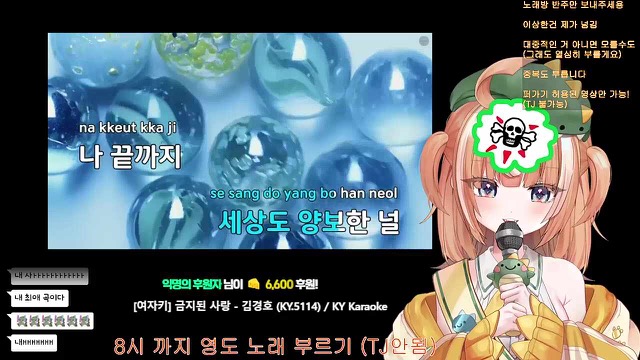 노래방 반주만 보내주세용
이상한건 제가 넘김
대중적인 거 아니면 모를수도
(그래도 열심히 부를게요)
중복도 부릅니다
퍼가기 허용된 영상만 가능!
(TJ 불가능)
na kkeut kka ji
나 끝까지
se sang do yang bo han neol
세상도 양보한 널
익명의 후원자 님이 6,600 후원!
[여자키] 금지된 사랑 - 김경호 (KY.5114) / KY Karaoke
내 최애 곡이다
8시 까지 영도 노래 부르기 (TJ안됨)